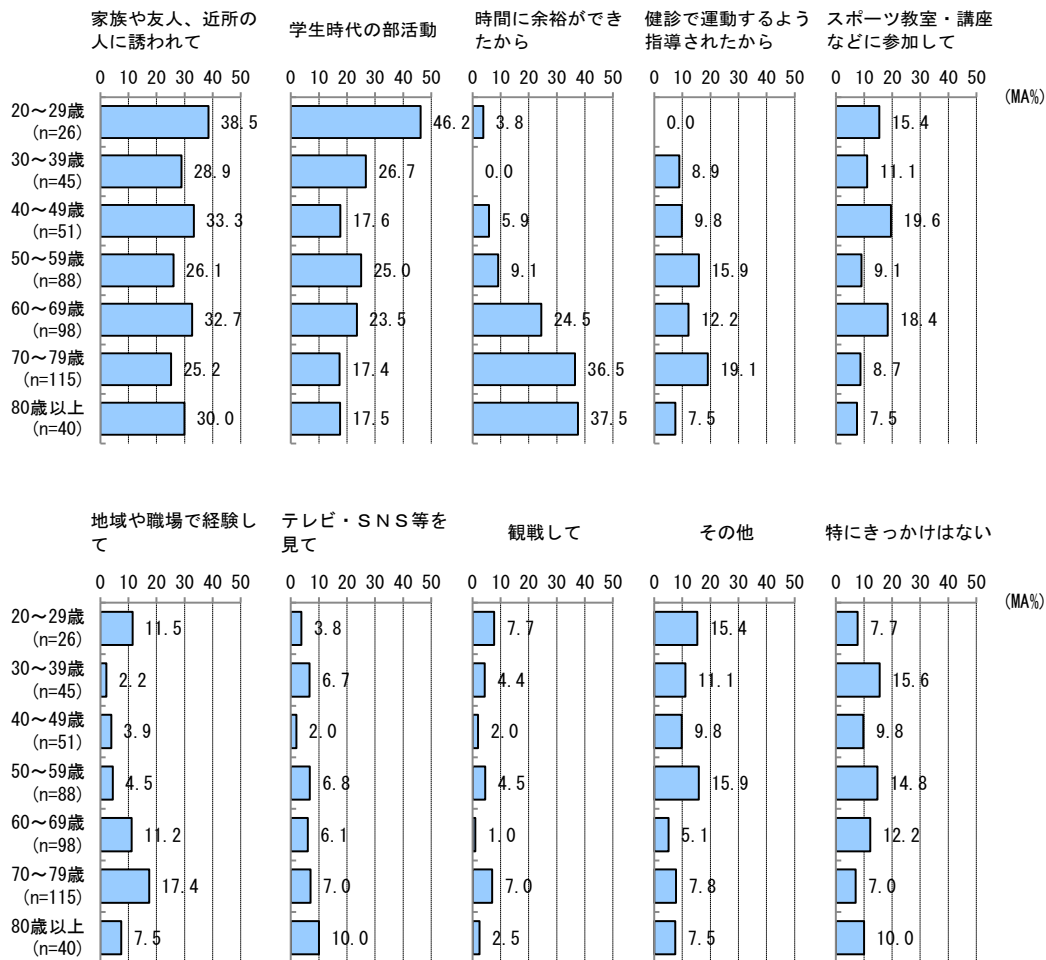 家族や友人、近所の
人に誘われて
学生時代の部活動
時間に余裕ができ
たから
健診で運動するよう
指導されたから
スポーツ教室・講座
などに参加して
0 10 20 30 40 50 0 10 20 30 40 50 0 10 20 30 40 50 0 10 20 30 40 50 0 10 20 30 40 50
(MA%)
20～29歳
(n=26)
38.5 46.2 3.8 0.0 15.4
30～39歳
(n=45)
28.9 26.7 0.0 8.9 11.1
40～49歳
(n=51)
33.3 17.6 5.9 9.8 19.6
50～59歳
(n=88)
26.1 25.0 9.1 15.9 9.1
60～69歳
(n=98)
32.7 23.5 24.5 12.2 18.4
70～79歳
(n=115)
25.2 17.4 36.5 19.1 8.7
80歳以上
(n=40)
30.0 17.5 37.5 7.5 7.5
地域や職場で経験し
て
テレビ・ＳＮＳ等を
見て
観戦して
その他
特にきっかけはない
0 10 20 30 40 50 0 10 20 30 40 50 0 10 20 30 40 50 0 10 20 30 40 50 0 10 20 30 40 50
(MA%)
20～29歳
(n=26)
11.5 3.8 7.7 15.4 7.7
30～39歳
(n=45)
2.2 6.7 4.4 11.1 15.6
40～49歳
(n=51)
3.9 2.0 2.0 9.8 9.8
50～59歳
(n=88)
4.5 6.8 4.5 15.9 14.8
60～69歳
(n=98)
11.2 6.1 1.0 5.1 12.2
70～79歳
(n=115)
17.4 7.0 7.0 7.8 7.0
80歳以上
(n=40)
7.5 10.0 2.5 7.5 10.0